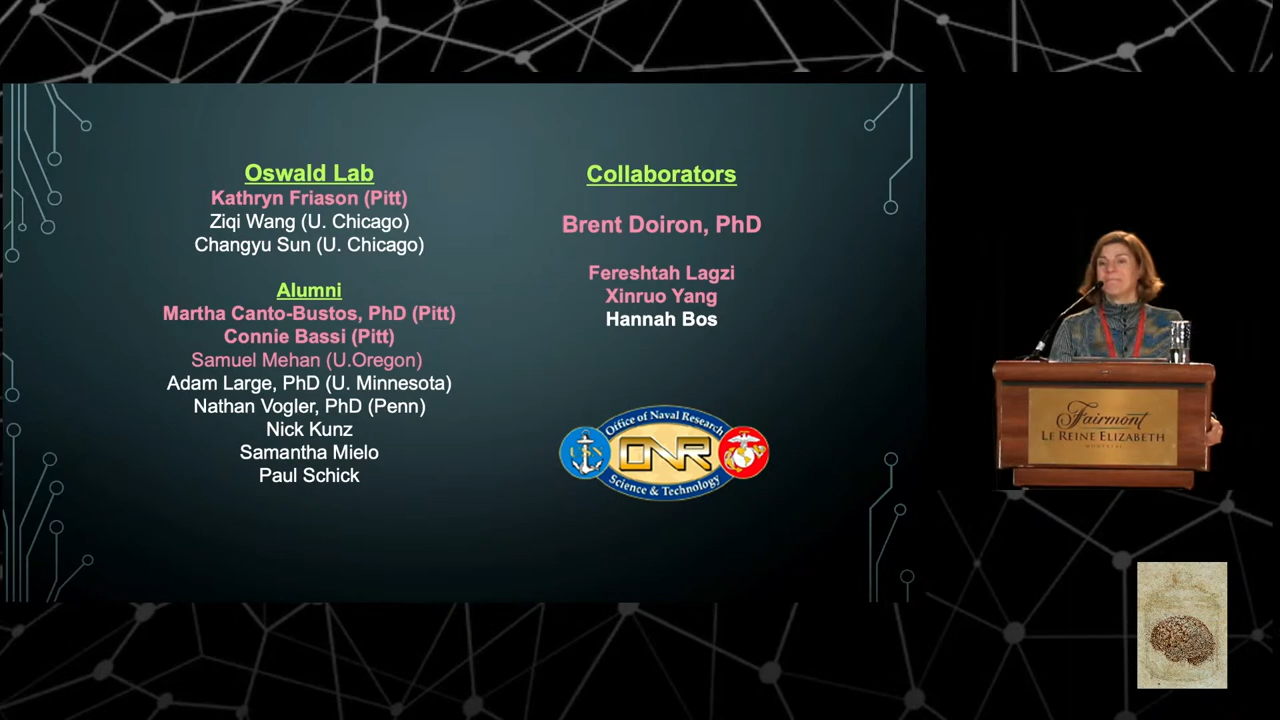 Oswald Lab
Kathryn Friason (Pitt)
Ziqi Wang (U. Chicago)
Changyu Sun (U. Chicago)
Alumni
Martha Canto-Bustos, PhD (Pitt)
Connie Bassi (Pitt)
Samuel Mehan (U.Oregon)
Adam Large, PhD (U. Minnesota)
Nathan Vogler, PhD (Penn)
Nick Kunz
Samantha Mielo
Paul Schick
Collaborators
Brent Doiron, PhD
Fereshtah Lagzi
Xinruo Yang
Hannah Bos
Office of Naval Research
ONR
Science & Technology
Fairmont
LE REINE ELIZABETH
MONTRÉAL